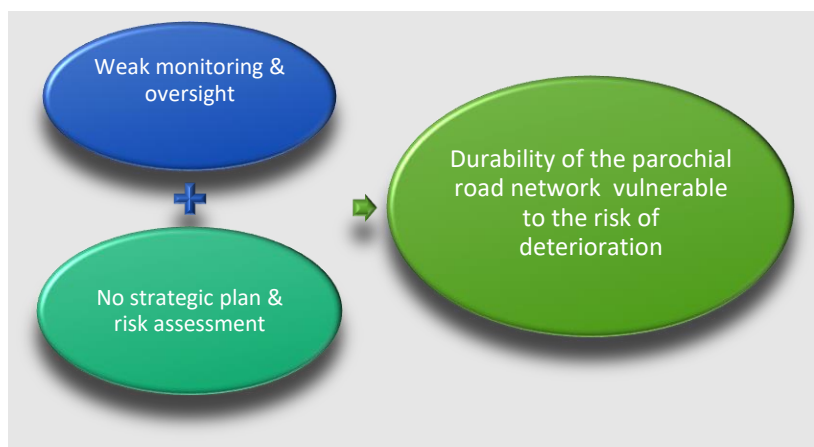 Weak monitoring &
oversight
No strategic plan &
risk assessment
Durability of the parochial
road network vulnerable
to the risk of
deterioration